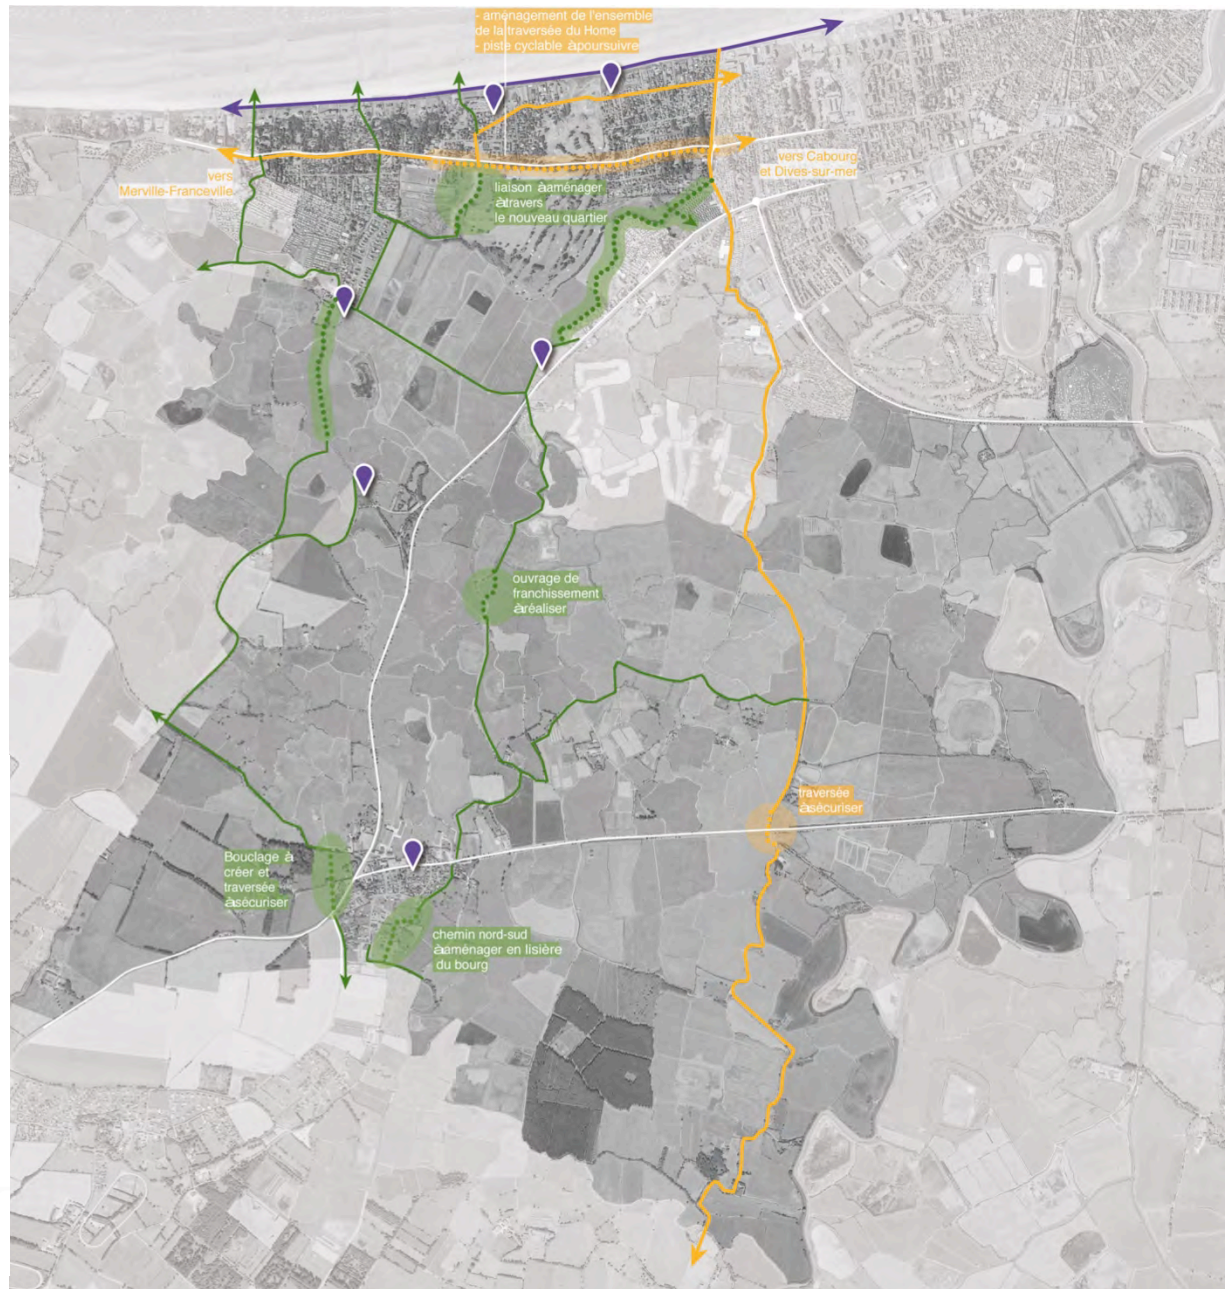 - aménagement de l'ensemble
de la traversée du Home
- piste cyclable àpoursuivre
vers
Merville-Franceville
vers Cabourg
et Dives-sur-mer
liaison àaménager
àtravers
le nouveau quartier
ouvrage de
franchissement
àréaliser
traversée
àsécuriser
Bouclage à
créer et
traversée
àsécuriser
chemin nord-sud
àaménager en lisière
du bourg